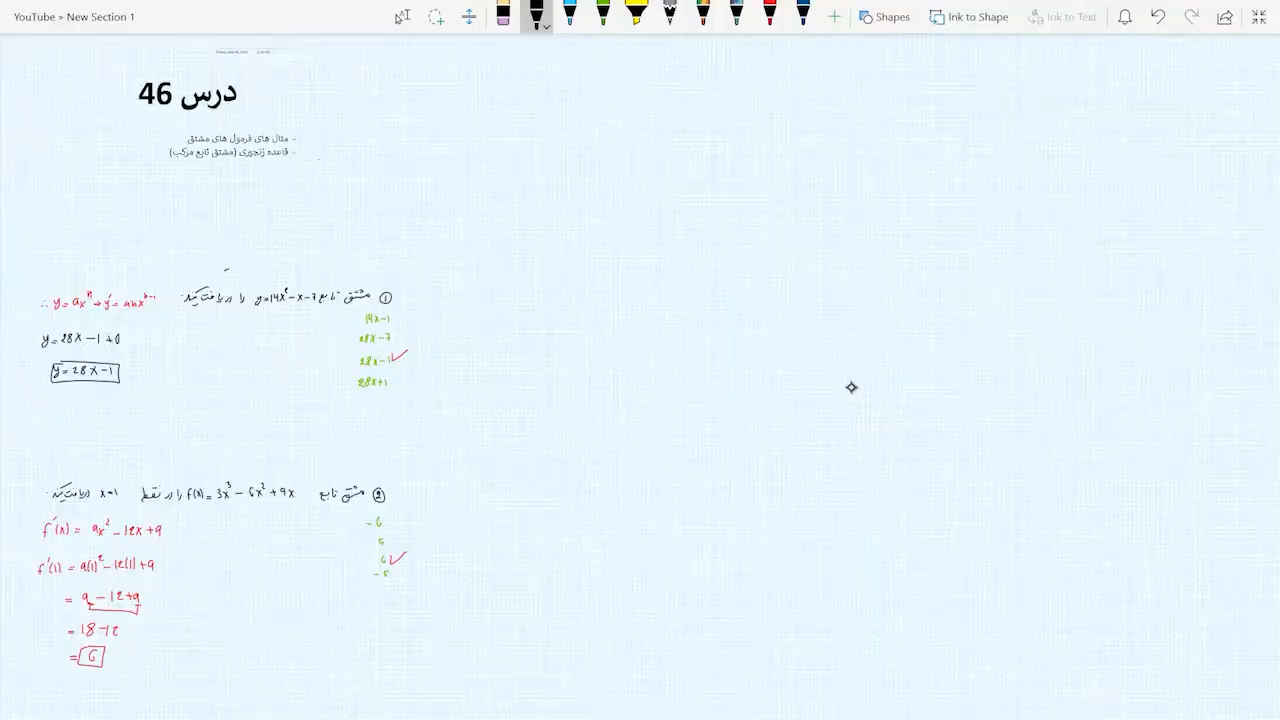 Youtube » New Section 1
Shapes
Ink to Shape
Ink to Text
درس 46
- مثال های فرمول های مشتق
- قاعده زنجیری (مشتق تابع مرکب)
① مشتق تابع y=14x²-x-7 را دریافت کنید.
∴ y=axⁿ → y'=anxⁿ⁻¹
14x-1
y'=28x-1+0
28x-7
28x-1 ✓
y'=28x-1
28x+1
② مشتق تابع f(x)=3x³-6x²+9x را در نقطه x=1 دریافت کنید.
f'(x)=9x²-12x+9
-6
5
f'(1)=9(1)²-12(1)+9
6 ✓
-5
=9-12+9
=18-12
=6